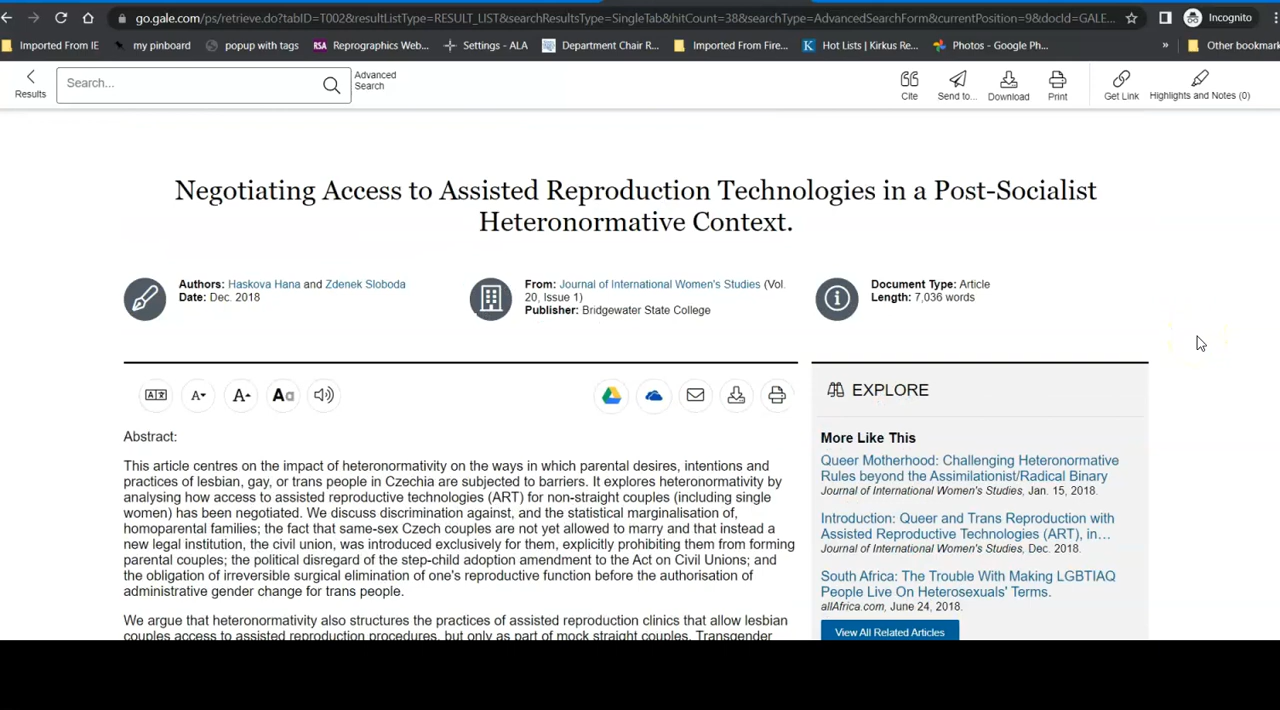 go.gale.com/ps/retrieve.do?tabID=T002&resultListType=RESULT_LIST&searchResultsType=SingleTab&hitCount=38&searchType=AdvancedSearchForm&currentPosition=9&docId=GALE... Incognito
Imported From IE my pinboard popup with tags RSA Reprographics Web... Settings - ALA Department Chair R... Imported From Fire... K Hot Lists | Kirkus Re... Photos - Google Ph... » Other bookmar
Results Search... Advanced Search Cite Send to... Download Print Get Link Highlights and Notes (0)
Negotiating Access to Assisted Reproduction Technologies in a Post-Socialist
Heteronormative Context.
Authors: Haskova Hana and Zdenek Sloboda
Date: Dec. 2018
From: Journal of International Women's Studies (Vol.
20, Issue 1)
Publisher: Bridgewater State College
Document Type: Article
Length: 7,036 words
A A Aa
Abstract:
This article centres on the impact of heteronormativity on the ways in which parental desires, intentions and
practices of lesbian, gay, or trans people in Czechia are subjected to barriers. It explores heteronormativity by
analysing how access to assisted reproductive technologies (ART) for non-straight couples (including single
women) has been negotiated. We discuss discrimination against, and the statistical marginalisation of,
homoparental families; the fact that same-sex Czech couples are not yet allowed to marry and that instead a
new legal institution, the civil union, was introduced exclusively for them, explicitly prohibiting them from forming
parental couples; the political disregard of the step-child adoption amendment to the Act on Civil Unions; and
the obligation of irreversible surgical elimination of one's reproductive function before the authorisation of
administrative gender change for trans people.
We argue that heteronormativity also structures the practices of assisted reproduction clinics that allow lesbian
couples access to assisted reproduction procedures, but only as part of mock straight couples. Transgender
EXPLORE
More Like This
Queer Motherhood: Challenging Heteronormative
Rules beyond the Assimilationist/Radical Binary
Journal of International Women's Studies, Jan. 15, 2018.
Introduction: Queer and Trans Reproduction with
Assisted Reproductive Technologies (ART), in...
Journal of International Women's Studies, Dec. 2018.
South Africa: The Trouble With Making LGBTIAQ
People Live On Heterosexuals' Terms.
allAfrica.com, June 24, 2018.
View All Related Articles